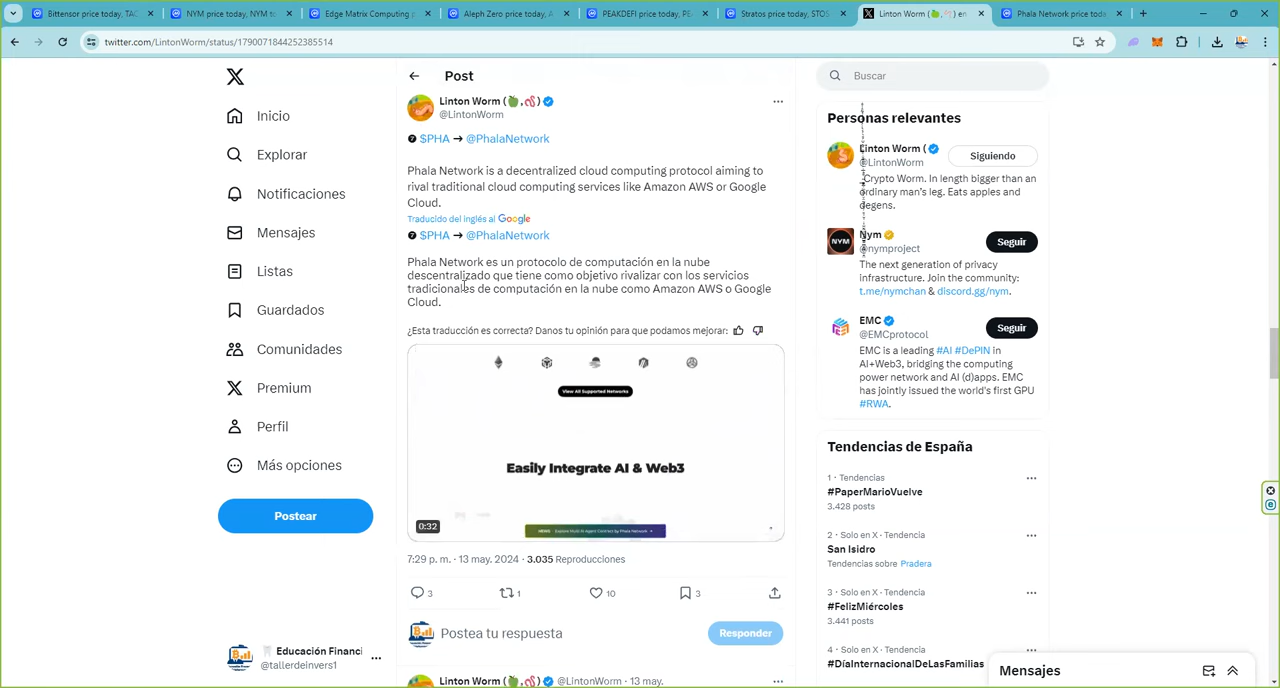 Bittensor price today, TAO
NYM price today, NYM to
Edge Matrix Computing p
Aleph Zero price today, A
PEAKDEFI price today, PE
Stratos price today, STOS
Linton Worm (🍏,🪱) en
Phala Network price toda
twitter.com/LintonWorm/status/1790071844252385514
Inicio
Explorar
Notificaciones
Mensajes
Listas
Guardados
Comunidades
Premium
Perfil
Más opciones
Postear
Educación Financi
@tallerdeinvers1
Post
Linton Worm (🍏,🪱)
@LintonWorm
❼ $PHA → @PhalaNetwork
Phala Network is a decentralized cloud computing protocol aiming to
rival traditional cloud computing services like Amazon AWS or Google
Cloud.
Traducido del inglés al Google
❼ $PHA → @PhalaNetwork
Phala Network es un protocolo de computación en la nube
descentralizado que tiene como objetivo rivalizar con los servicios
tradicionales de computación en la nube como Amazon AWS o Google
Cloud.
¿Esta traducción es correcta? Danos tu opinión para que podamos mejorar:
View All Supported Networks
Easily Integrate AI & Web3
0:32
7:29 p. m. · 13 may. 2024 · 3.035 Reproducciones
3 1 10 3
Postea tu respuesta
Responder
Linton Worm (🍏,🪱) @LintonWorm · 13 may.
Buscar
Personas relevantes
Linton Worm (
@LintonWorm
Siguiendo
Crypto Worm. In length bigger than an
ordinary man's leg. Eats apples and
degens.
NYM
Nym
@nymproject
Seguir
The next generation of privacy
infrastructure. Join the community:
t.me/nymchan & discord.gg/nym.
EMC
@EMCprotocol
Seguir
EMC is a leading #AI #DePIN in
AI+Web3, bridging the computing
power network and AI (d)apps. EMC
has jointly issued the world's first GPU
#RWA.
Tendencias de España
1 · Tendencias
#PaperMarioVuelve
3.428 posts
2 · Solo en X · Tendencia
San Isidro
Tendencias sobre Pradera
3 · Solo en X · Tendencia
#FelizMiércoles
3.441 posts
4 · Solo en X · Tendencia
#DíaInternacionalDeLasFamilias
Mensajes